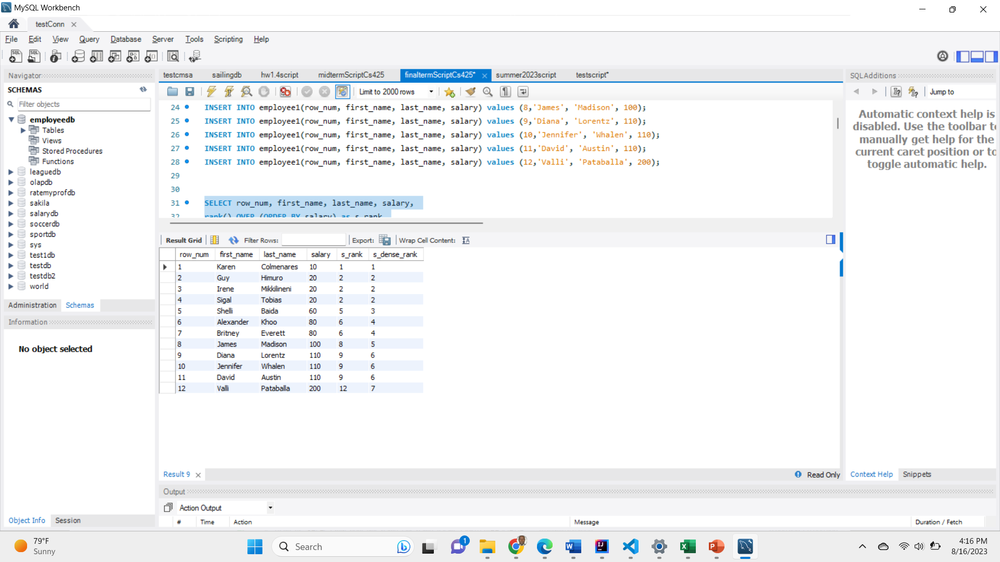 MySQL Workbench
testConn
File Edit View Query Database Server Tools Scripting Help
Navigator
SCHEMAS
Filter objects
employeedb
Tables
Views
Stored Procedures
Functions
leaguedb
olapdb
ratemyprofdb
sakila
salarydb
soccerdb
sportdb
sys
test1db
testdb
testdb2
world
Administration Schemas
Information
No object selected
Object Info Session
testcmsa sailingdb hw1.4script midtermScriptCs425 finaltermScriptCs425* summer2023script testscript*
Limit to 2000 rows
24 INSERT INTO employee1(row_num, first_name, last_name, salary) values (8,'James', 'Madison', 100);
25 INSERT INTO employee1(row_num, first_name, last_name, salary) values (9,'Diana', 'Lorentz', 110);
26 INSERT INTO employee1(row_num, first_name, last_name, salary) values (10,'Jennifer', 'Whalen', 110);
27 INSERT INTO employee1(row_num, first_name, last_name, salary) values (11,'David', 'Austin', 110);
28 INSERT INTO employee1(row_num, first_name, last_name, salary) values (12,'Valli', 'Pataballa', 200);
29
30
31 SELECT row_num, first_name, last_name, salary,
32 rank() OVER (ORDER BY salary) as s_rank
Result Grid Filter Rows: Export: Wrap Cell Content:
row_num first_name last_name salary s_rank s_dense_rank
1 Karen Colmenares 10 1 1
2 Guy Himuro 20 2 2
3 Irene Mikkilineni 20 2 2
4 Sigal Tobias 20 2 2
5 Shelli Baida 60 5 3
6 Alexander Khoo 80 6 4
7 Britney Everett 80 6 4
8 James Madison 100 8 5
9 Diana Lorentz 110 9 6
10 Jennifer Whalen 110 9 6
11 David Austin 110 9 6
12 Valli Pataballa 200 12 7
Result 9
Read Only
Output
Action Output
# Time Action Message Duration / Fetch
SQLAdditions
Jump to
Automatic context help is
disabled. Use the toolbar to
manually get help for the
current caret position or to
toggle automatic help.
Context Help Snippets
79°F
Sunny
Search
1
4:16 PM
8/16/2023